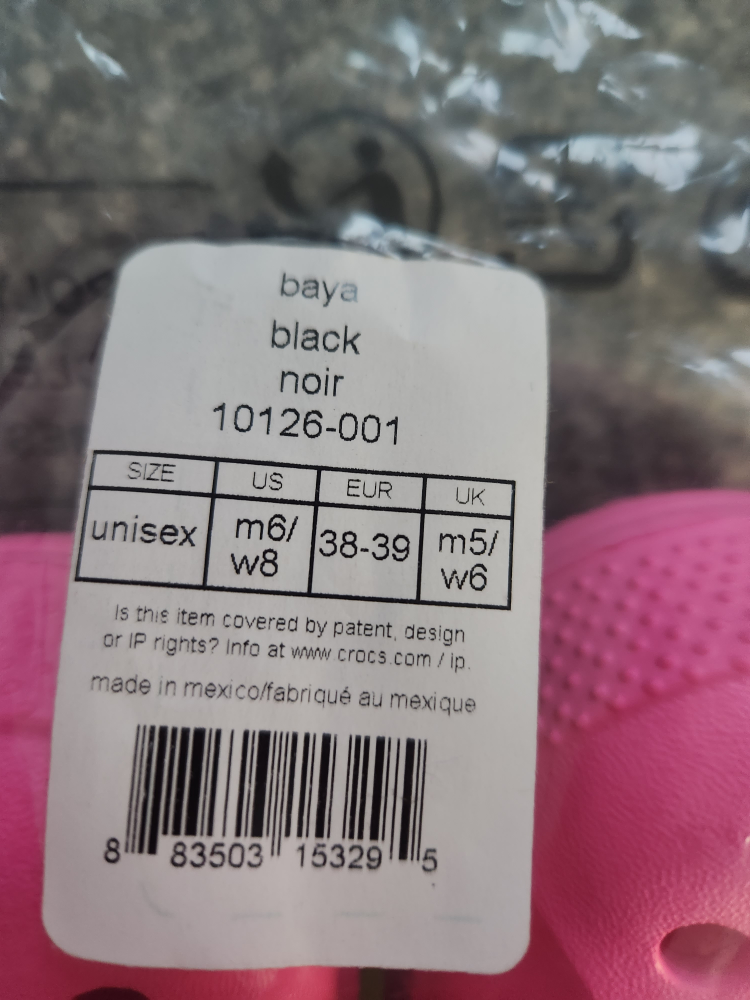 baya
black
noir
10126-001
SIZE US EUR UK
unisex m6/ 38-39 m5/
w8 w6
Is this item covered by patent, design
or IP rights? Info at www.crocs.com / ip.
made in mexico/fabriqué au mexique
8 83503 15329 5